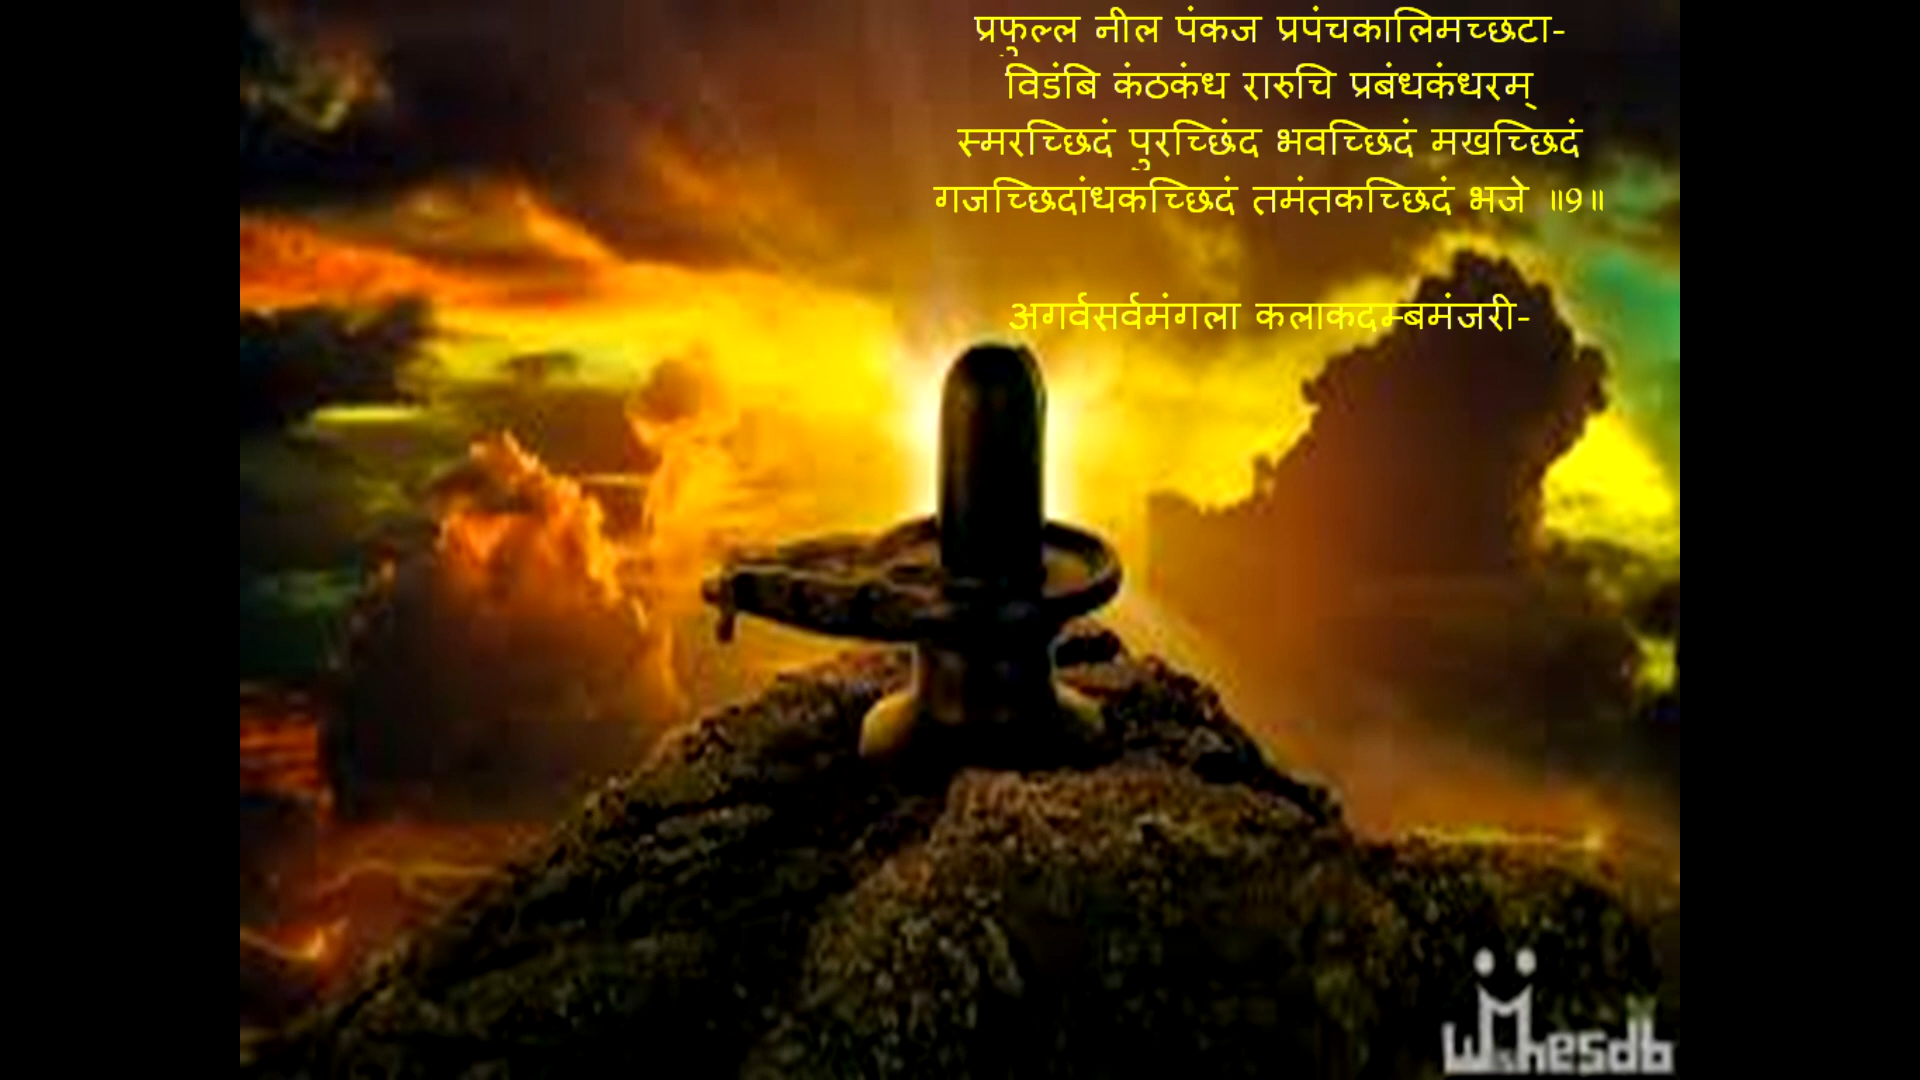 प्रफुल्ल नील पंकज प्रपंचकालिमच्छटा-
विडंबि कंठकंध रारुचि प्रबंधकंधरम्
स्मरच्छिदं पुरच्छिंद भवच्छिदं मखच्छिदं
गजच्छिदांधकच्छिदं तमंतकच्छिदं भजे ॥9॥
अगर्वसर्वमंगला कलाकदम्बमंजरी-
Wishesdb